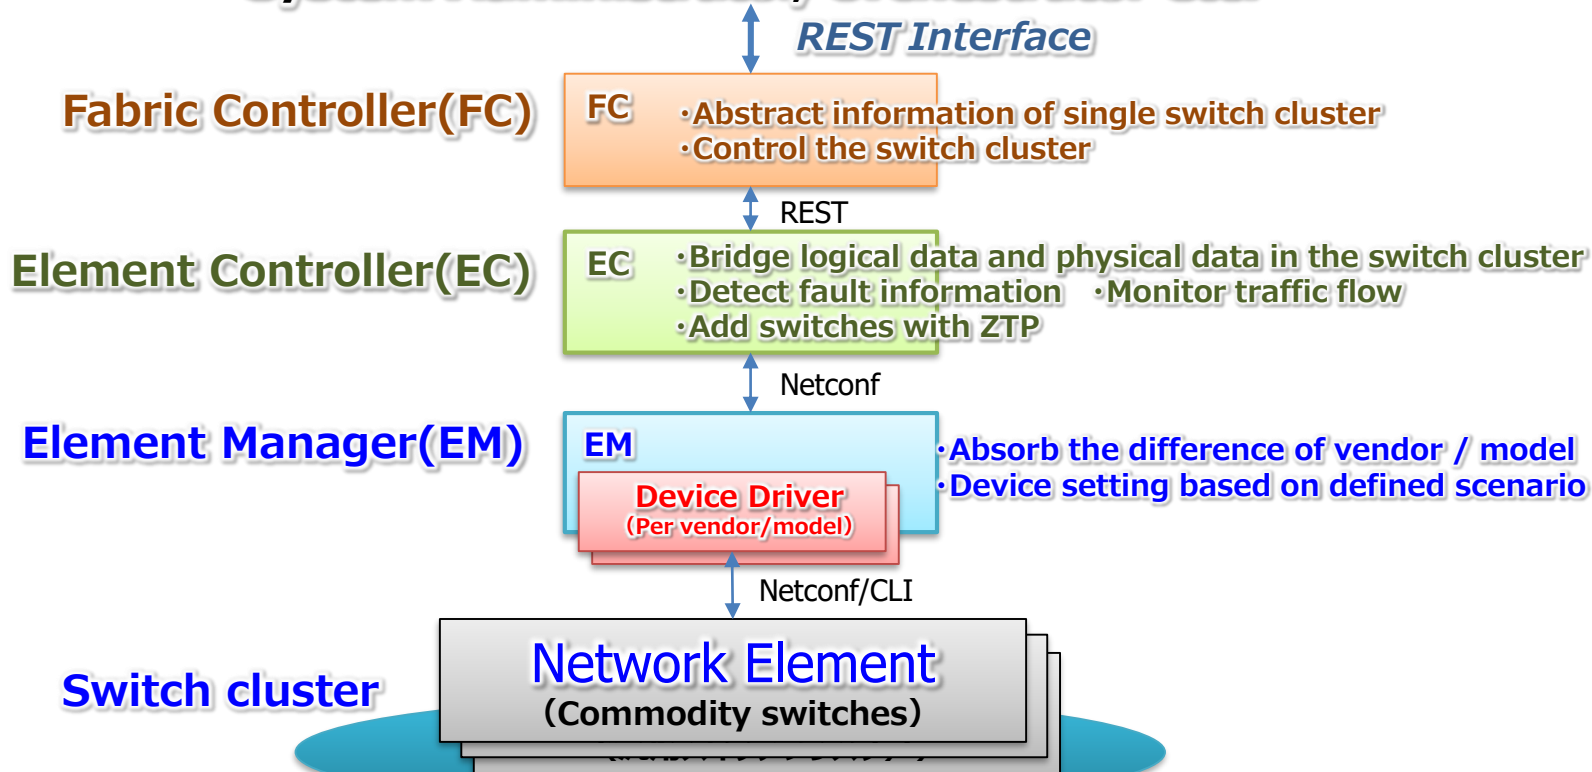 REST Interface
Fabric Controller(FC)
FC
・Abstract information of single switch cluster
・Control the switch cluster
REST
Element Controller(EC)
EC
・Bridge logical data and physical data in the switch cluster
・Detect fault information ・Monitor traffic flow
・Add switches with ZTP
Netconf
Element Manager(EM)
EM
・Absorb the difference of vendor / model
・Device setting based on defined scenario
Device Driver
(Per vendor/model)
Netconf/CLI
Network Element
(Commodity switches)
Switch cluster